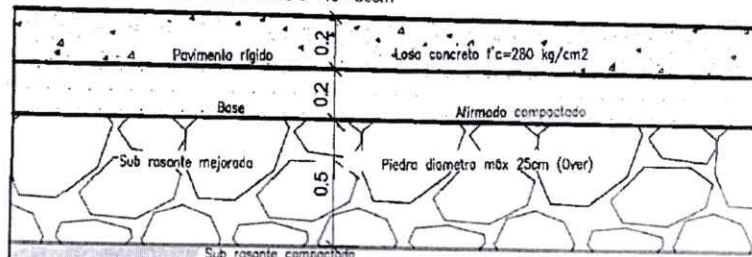 0.2
Pavimento rígido
Losa concreto f'c=280 kg/cm2
0.2
Base
Afirmado compactado
Sub rasante mejorada
Piedra diametro máx 25cm (Over)
0.5
Sub rasante compactada